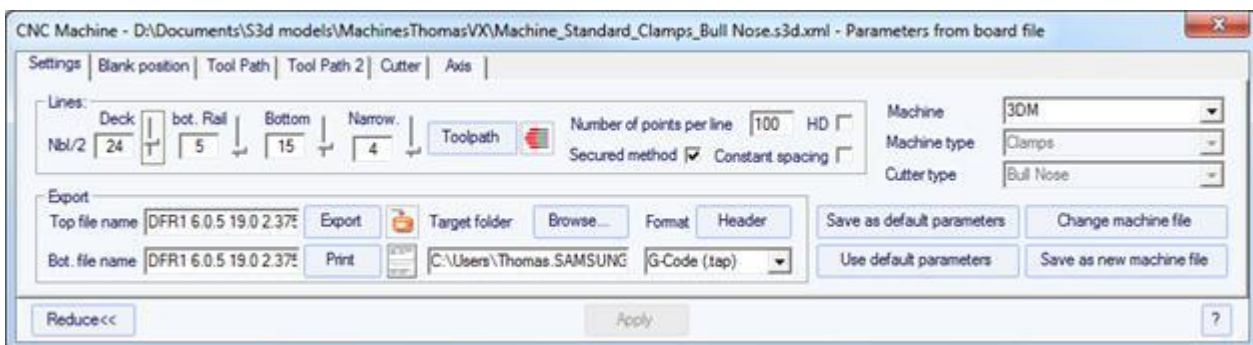 CNC Machine - D:\Documents\S3d models\MachinesThomasVX\Machine_Standard_Clamps_Bull Nose.s3d.xml - Parameters from board file
Settings Blank position Tool Path Tool Path 2 Cutter Axis
Lines:
Deck bot. Rail Bottom Narrow.
Nbl/2 24 5 15 4 Toolpath
Number of points per line 100 HD
Secured method Constant spacing
Machine 3DM
Machine type Clamps
Cutter type Bull Nose
Export
Top file name DFR1 6.0.5 19.0 2.375 Export Target folder Browse... Format Header
Bot. file name DFR1 6.0.5 19.0 2.375 Print C:\Users\Thomas.SAMSUNG G-Code (.tap)
Save as default parameters Change machine file
Use default parameters Save as new machine file
Reduce<< Apply ?